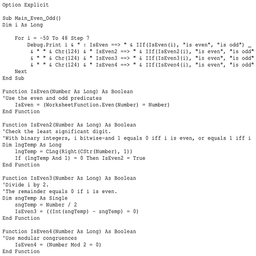 Option Explicit
Sub Main_Even_Odd()
Dim i As Long
For i = -50 To 48 Step 7
Debug.Print i & " : IsEven ==> " & IIf(IsEven(i), "is even", "is odd") _
& " " & Chr(124) & " IsEven2 ==> " & IIf(IsEven2(i), "is even", "is odd"
& " " & Chr(124) & " IsEven3 ==> " & IIf(IsEven3(i), "is even", "is odd"
& " " & Chr(124) & " IsEven4 ==> " & IIf(IsEven4(i), "is even", "is odd"
Next
End Sub
Function IsEven(Number As Long) As Boolean
'Use the even and odd predicates
IsEven = (WorksheetFunction.Even(Number) = Number)
End Function
Function IsEven2(Number As Long) As Boolean
'Check the least significant digit.
'With binary integers, i bitwise-and 1 equals 0 iff i is even, or equals 1 iff i
Dim lngTemp As Long
lngTemp = CLng(Right(CStr(Number), 1))
If (lngTemp And 1) = 0 Then IsEven2 = True
End Function
Function IsEven3(Number As Long) As Boolean
'Divide i by 2.
'The remainder equals 0 if i is even.
Dim sngTemp As Single
sngTemp = Number / 2
IsEven3 = ((Int(sngTemp) - sngTemp) = 0)
End Function
Function IsEven4(Number As Long) As Boolean
'Use modular congruences
IsEven4 = (Number Mod 2 = 0)
End Function